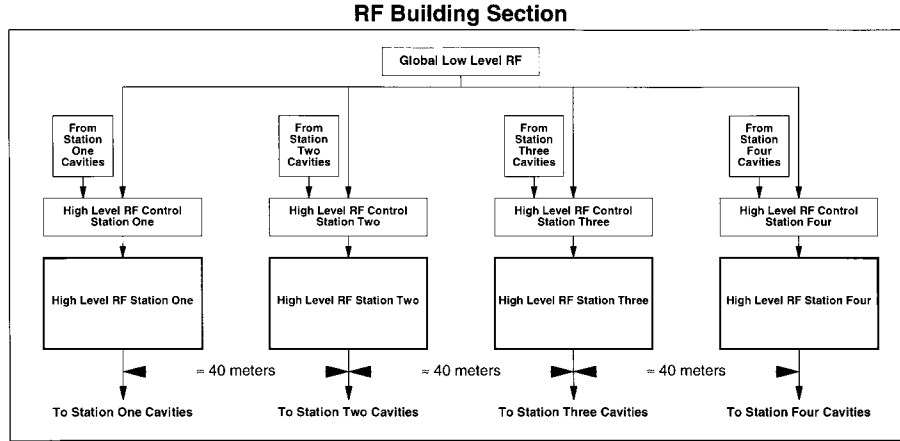 RF Building Section
Global Low Level RF
From
Station
One
Cavities
From
Station
Two
Cavities
From
Station
Three
Cavities
From
Station
Four
Cavities
High Level RF Control
Station One
High Level RF Control
Station Two
High Level RF Control
Station Three
High Level RF Control
Station Four
High Level RF Station One
High Level RF Station Two
High Level RF Station Three
High Level RF Station Four
≈ 40 meters
≈ 40 meters
≈ 40 meters
To Station One Cavities
To Station Two Cavities
To Station Three Cavities
To Station Four Cavities